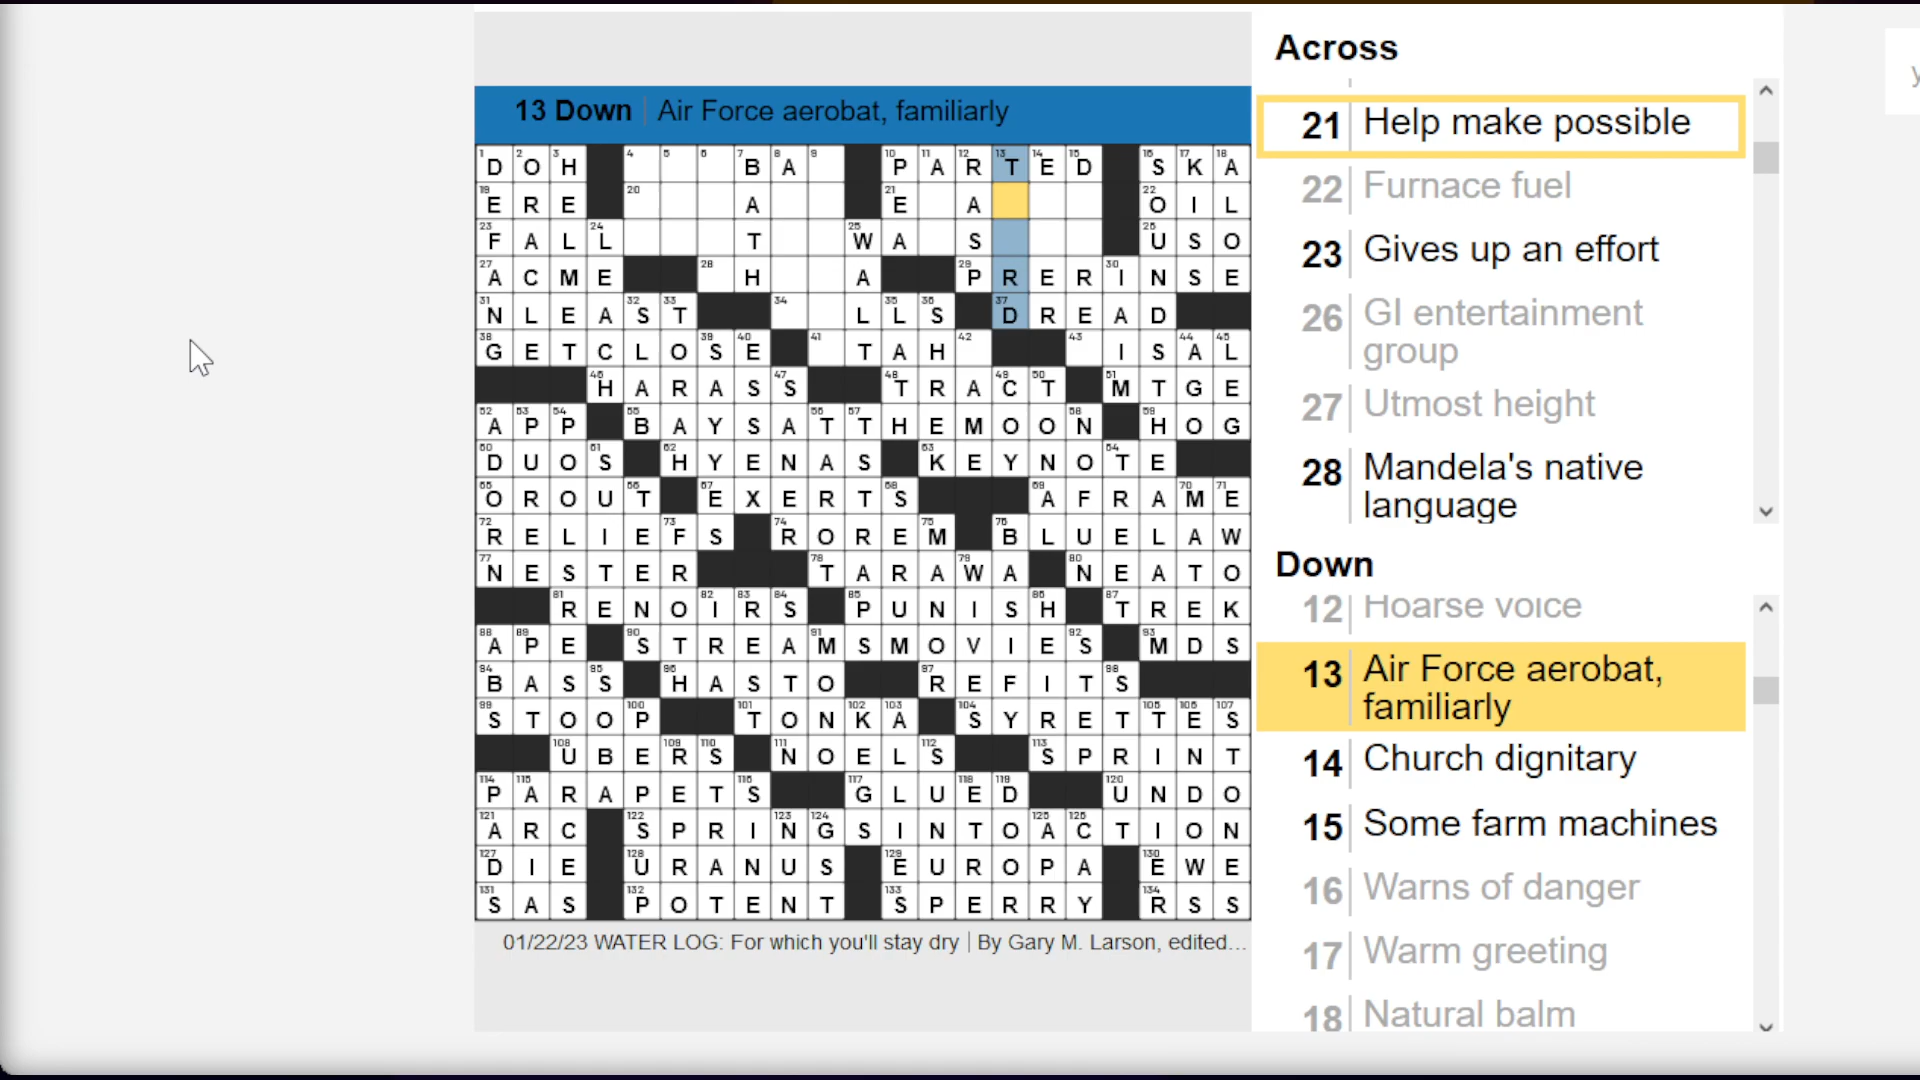 Across
13 Down | Air Force aerobat, familiarly
21 Help make possible
22 Furnace fuel
23 Gives up an effort
26 GI entertainment
group
27 Utmost height
28 Mandela's native
language
Down
12 Hoarse voice
13 Air Force aerobat,
familiarly
14 Church dignitary
15 Some farm machines
16 Warns of danger
17 Warm greeting
18 Natural balm
D O H B A P A R T E D S K A
E R E A E A O I L
F A L L T W A S U S O
A C M E H A P R E R I N S E
N L E A S T L L S D R E A D
G E T C L O S E T A H I S A L
H A R A S S T R A C T M T G E
A P P B A Y S A T T H E M O O N H O G
D U O S H Y E N A S K E Y N O T E
O R O U T E X E R T S A F R A M E
R E L I E F S R O R E M B L U E L A W
N E S T E R T A R A W A N E A T O
R E N O I R S P U N I S H T R E K
A P E S T R E A M S M O V I E S M D S
B A S S H A S T O R E F I T S
S T O O P T O N K A S Y R E T T E S
U B E R S N O E L S S P R I N T
P A R A P E T S G L U E D U N D O
A R C S P R I N G S I N T O A C T I O N
D I E U R A N U S E U R O P A E W E
S A S P O T E N T S P E R R Y R S S
01/22/23 WATER LOG: For which you'll stay dry | By Gary M. Larson, edited...